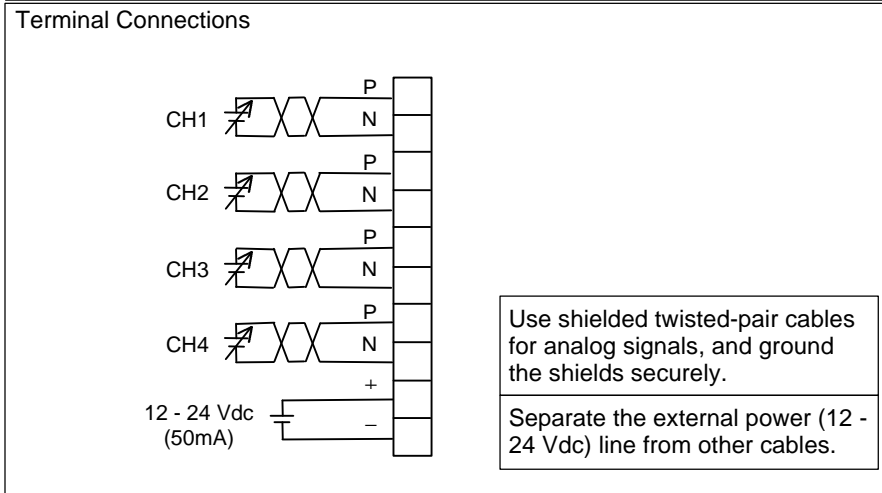 Terminal Connections
P
CH1
N
P
CH2
N
P
CH3
N
P
CH4
N
+
12 - 24 Vdc
(50mA)
−
Use shielded twisted-pair cables
for analog signals, and ground
the shields securely.
Separate the external power (12 -
24 Vdc) line from other cables.